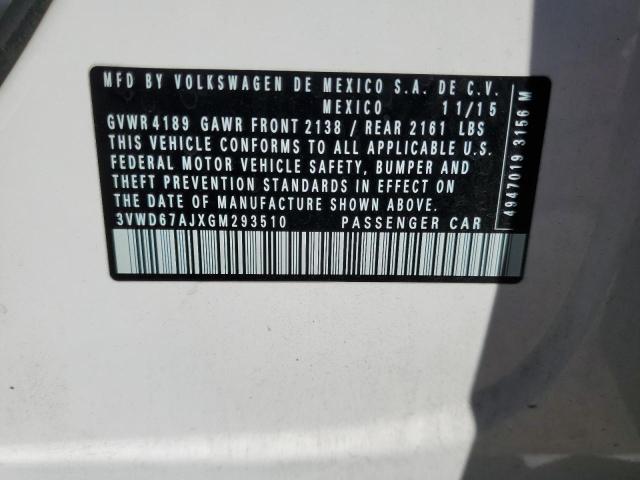 MFD BY VOLKSWAGEN DE MEXICO S.A. DE C.V.
MEXICO 11/15
GVWR 4189 GAWR FRONT 2138 / REAR 2161 LBS
THIS VEHICLE CONFORMS TO ALL APPLICABLE U.S.
FEDERAL MOTOR VEHICLE SAFETY, BUMPER AND
THEFT PREVENTION STANDARDS IN EFFECT ON
THE DATE OF MANUFACTURE SHOWN ABOVE.
3VWD67AJXGM293510 PASSENGER CAR
4947019 3156 M